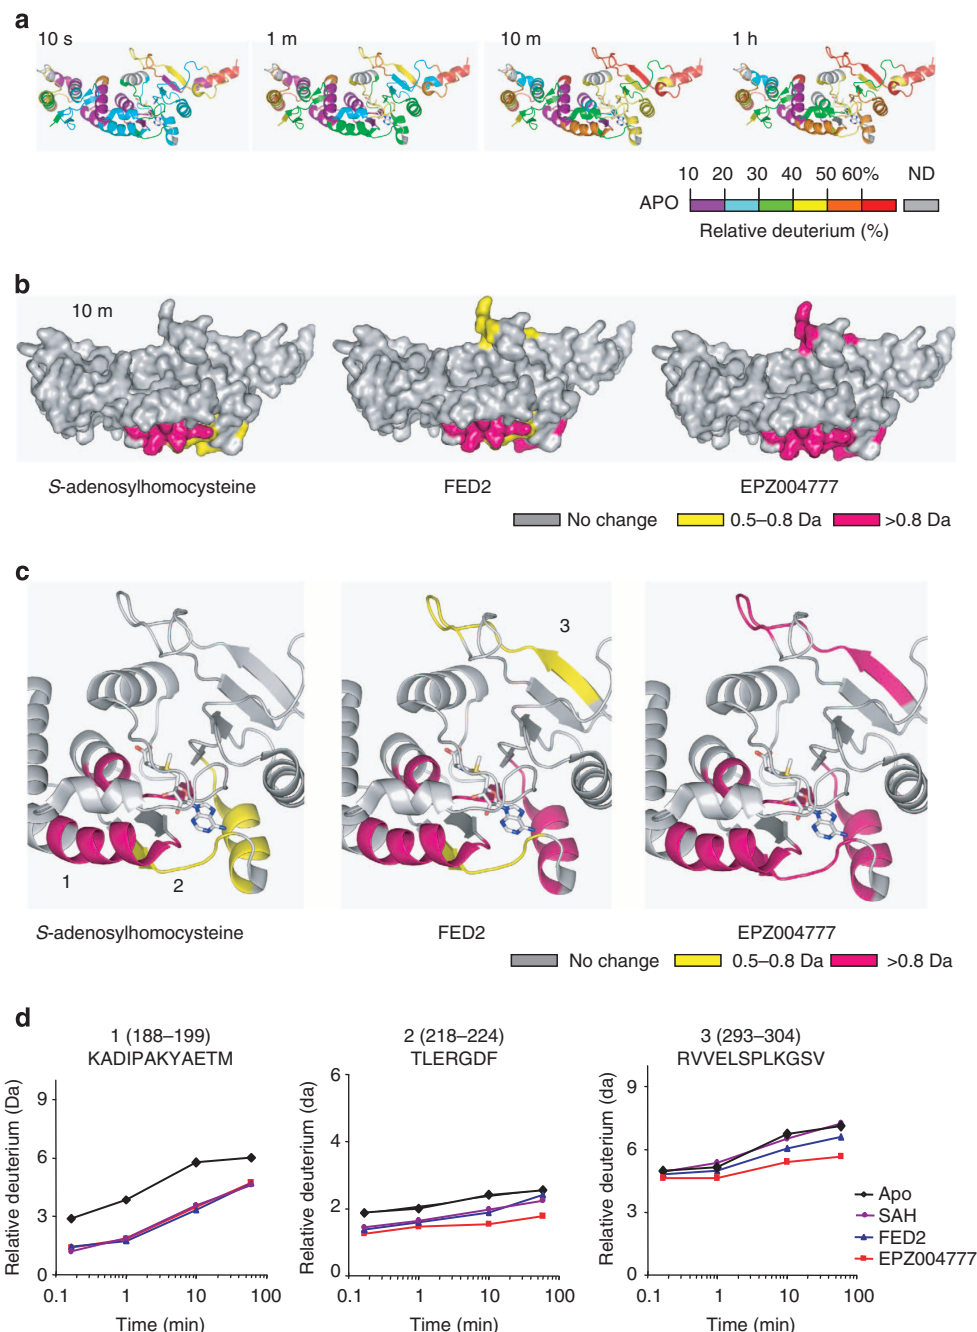 a
10 s
1 m
10 m
1 h
10 20 30 40 50 60% ND
APO
Relative deuterium (%)
b
10 m
S-adenosylhomocysteine
FED2
EPZ004777
No change
0.5–0.8 Da
>0.8 Da
c
1
2
3
S-adenosylhomocysteine
FED2
EPZ004777
No change
0.5–0.8 Da
>0.8 Da
d
1 (188–199)
KADIPAKYAETM
Relative deuterium (Da)
9
6
3
0
0.1 1 10 100
Time (min)
2 (218–224)
TLERGDF
Relative deuterium (da)
6
4
2
0
0.1 1 10 100
Time (min)
3 (293–304)
RVVELSPLKGSV
Relative deuterium (da)
9
6
3
0
0.1 1 10 100
Time (min)
Apo
SAH
FED2
EPZ004777